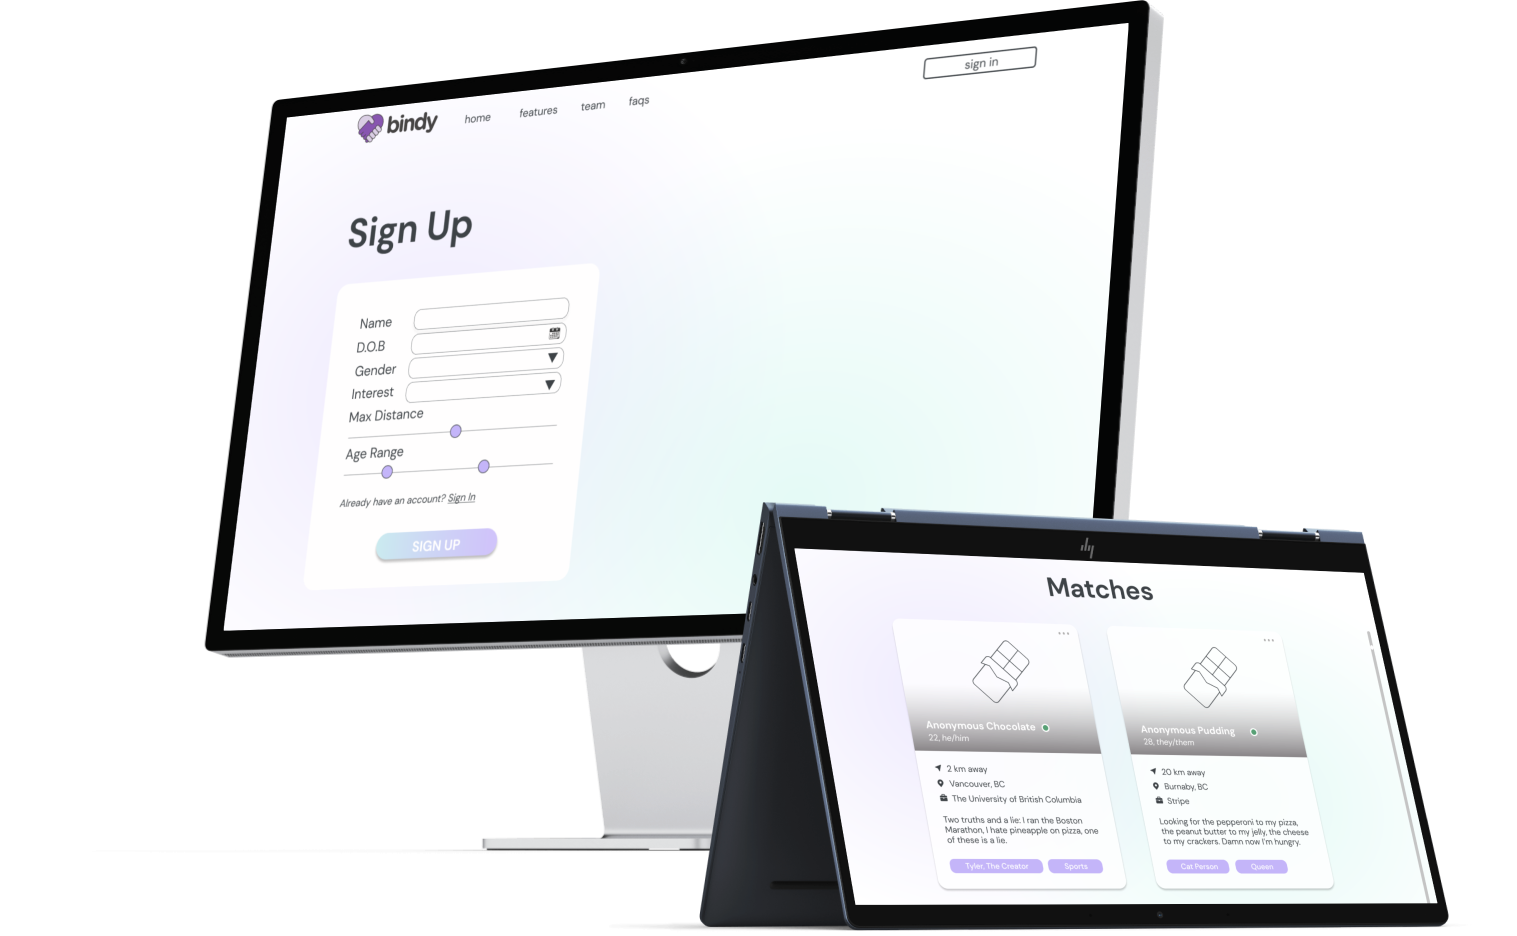 bindy
home
features
team
faqs
sign in
Sign Up
Name
D.O.B
Gender
Interest
Max Distance
Age Range
Already have an account? Sign In
SIGN UP
hp
Matches
Anonymous Chocolate
22, he/him
2 km away
Vancouver, BC
The University of British Columbia
Two truths and a lie: I ran the Boston
Marathon, I hate pineapple on pizza, one
of these is a lie.
Tyler, The Creator
Sports
Anonymous Pudding
28, they/them
20 km away
Burnaby, BC
Stripe
Looking for the pepperoni to my pizza,
the peanut butter to my jelly, the cheese
to my crackers. Damn now I'm hungry.
Cat Person
Queen